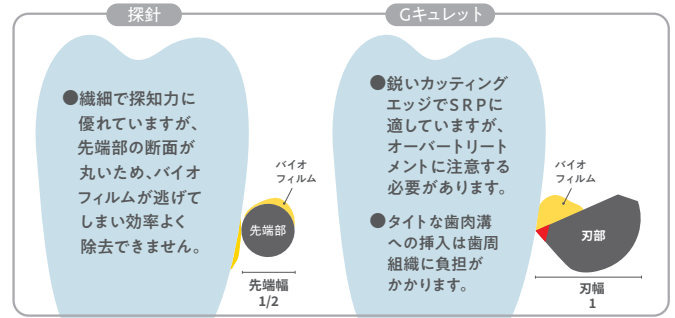 探針
●繊細で探知力に
優れていますが、
先端部の断面が
丸いため、バイオ
フィルムが逃げて
しまい効率よく
除去できません。
バイオ
フィルム
先端部
先端幅
1/2
Gキュレット
●鋭いカッティング
エッジでSRPに
適していますが、
オーバートリート
メントに注意する
必要があります。
●タイトな歯肉溝
への挿入は歯周
組織に負担が
かかります。
バイオ
フィルム
刃部
刃幅
1